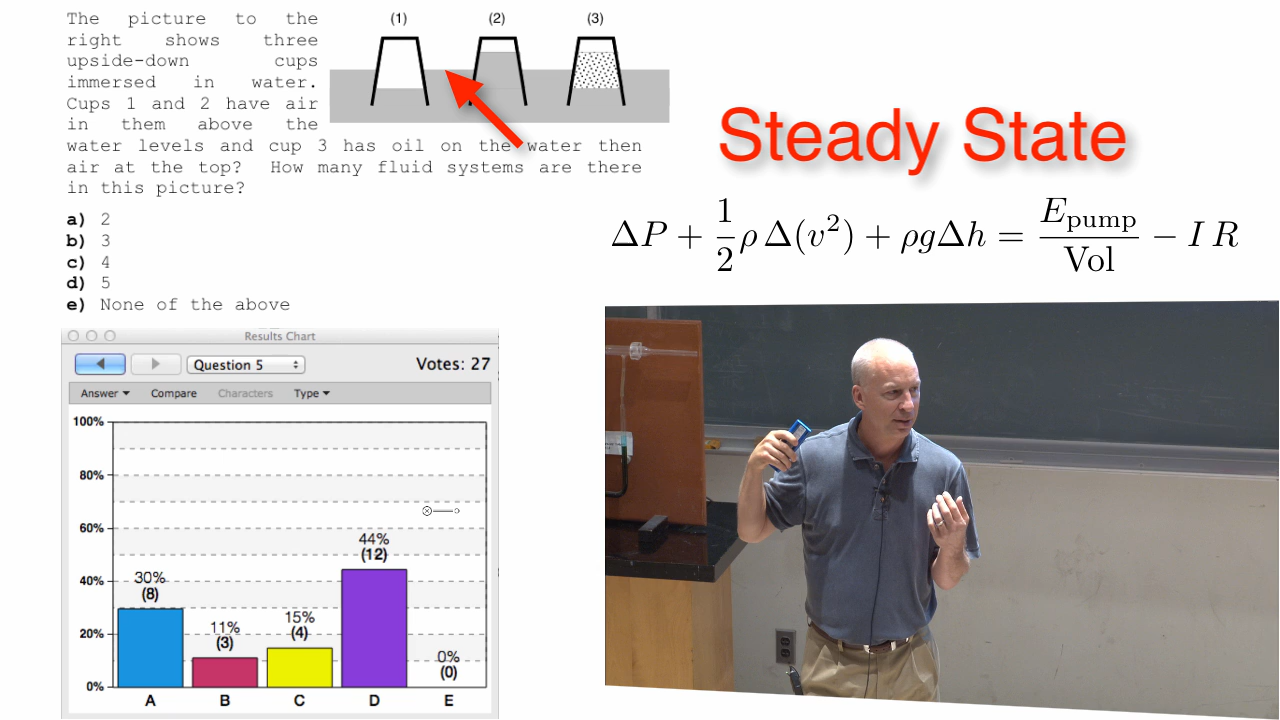 The picture to the
right shows three
upside-down cups
immersed in water.
Cups 1 and 2 have air
in them above the
water levels and cup 3 has oil on the water then
air at the top? How many fluid systems are there
in this picture?
(1) (2) (3)
a) 2
b) 3
c) 4
d) 5
e) None of the above
Steady State
ΔP + 1/2 ρ Δ(v²) + ρgΔh = E_pump/Vol − I R
Results Chart
Question 5
Votes: 27
Answer Compare Characters Type
100%
80%
60%
40%
20%
0%
30%
(8)
11%
(3)
15%
(4)
44%
(12)
0%
(0)
A B C D E